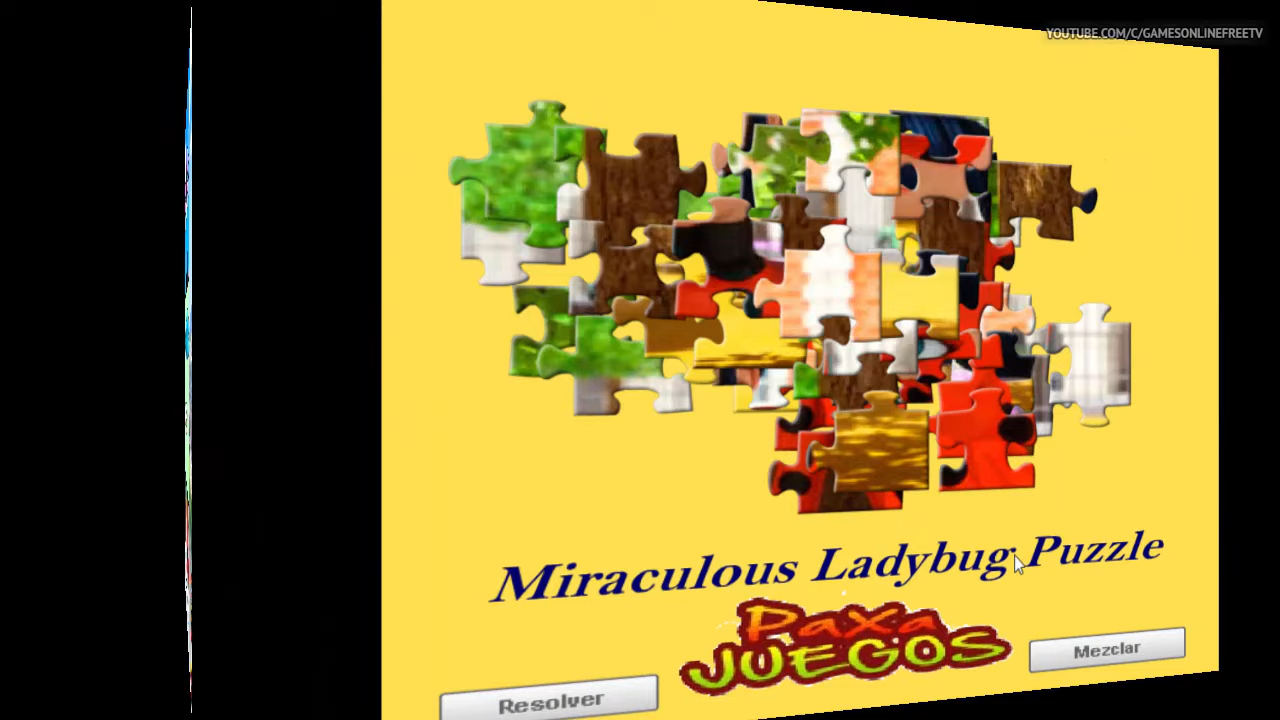 YOUTUBE.COM/C/GAMESONLINEFREETV
Miraculous Ladybug Puzzle
Paxa
JUEGOS
Mezclar
Resolver